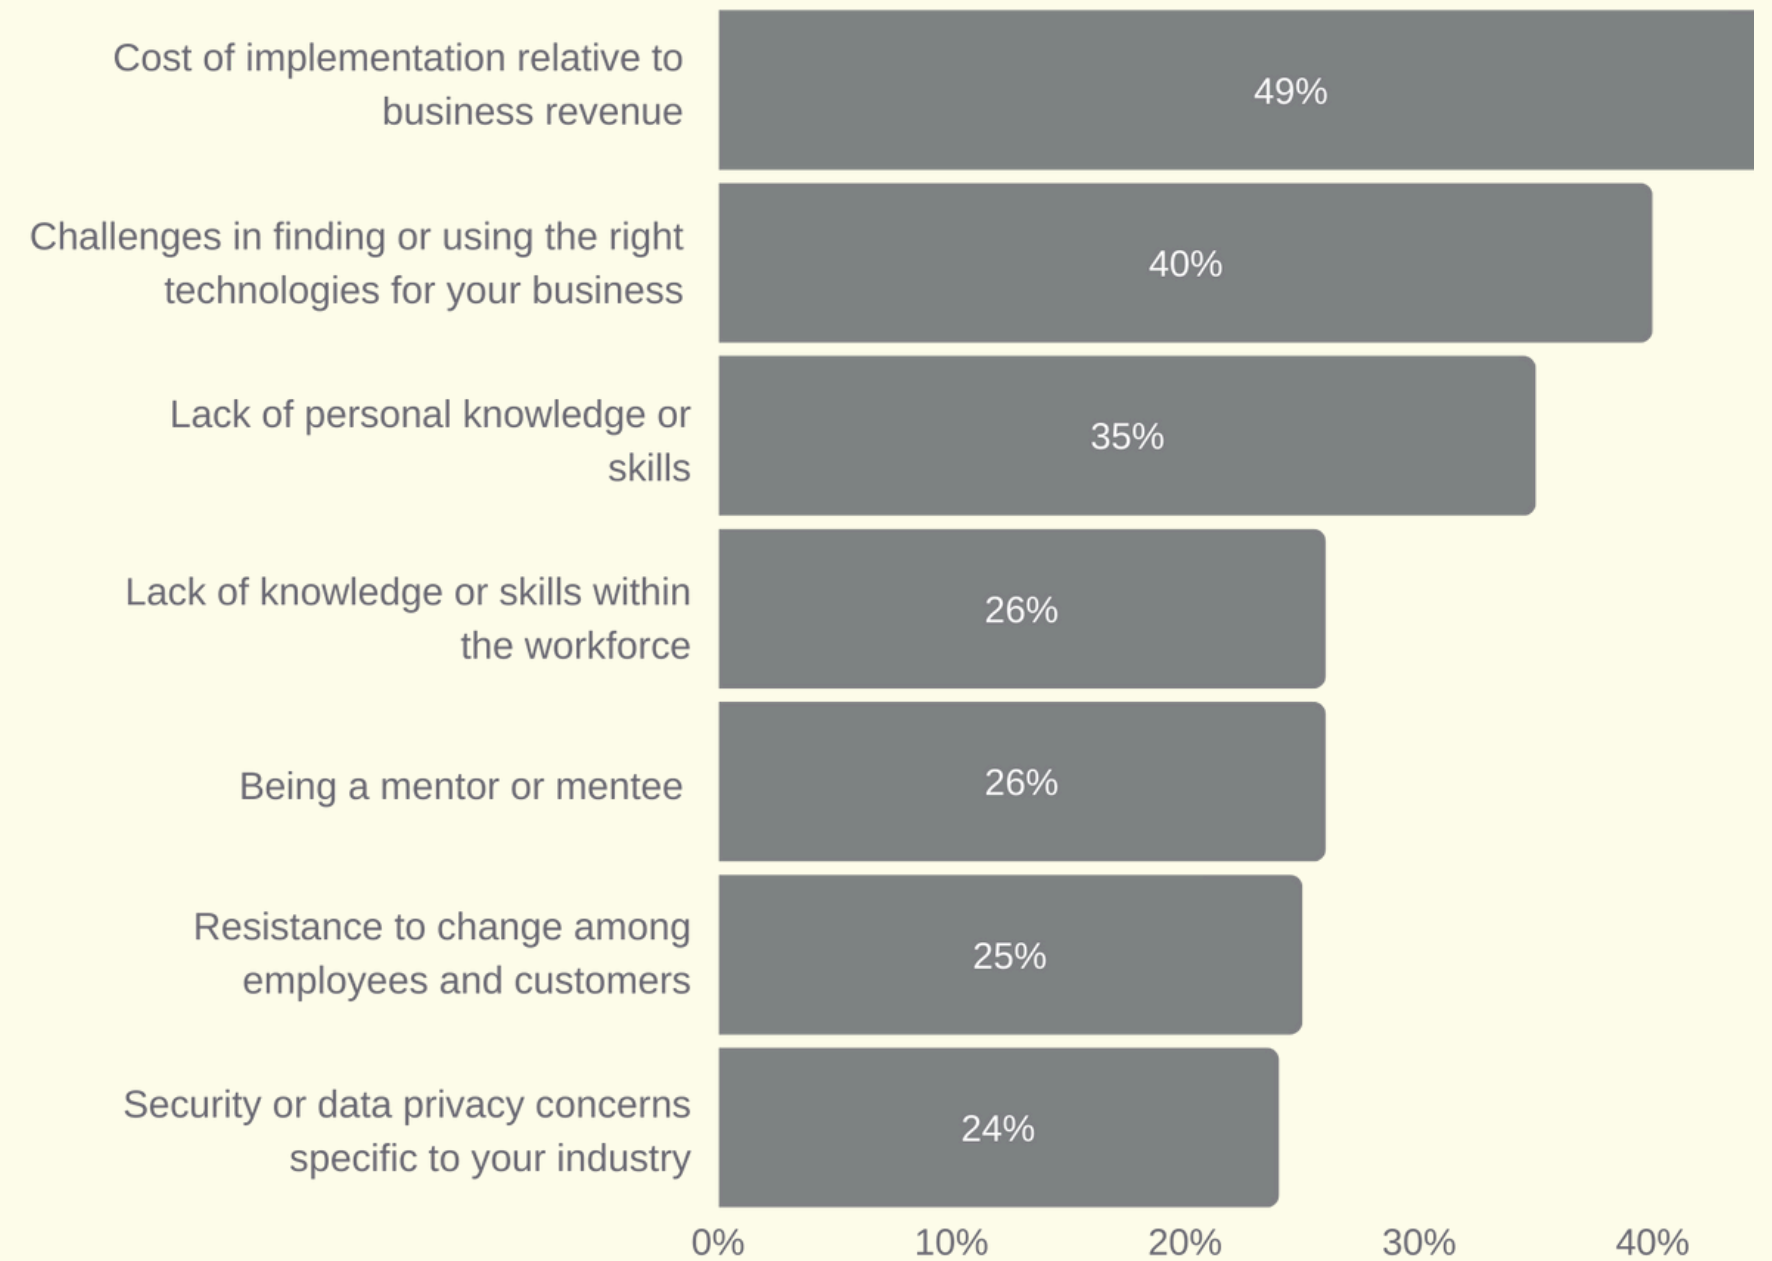 Cost of implementation relative to
business revenue
49%
Challenges in finding or using the right
technologies for your business
40%
Lack of personal knowledge or
skills
35%
Lack of knowledge or skills within
the workforce
26%
Being a mentor or mentee
26%
Resistance to change among
employees and customers
25%
Security or data privacy concerns
specific to your industry
24%
0% 10% 20% 30% 40%